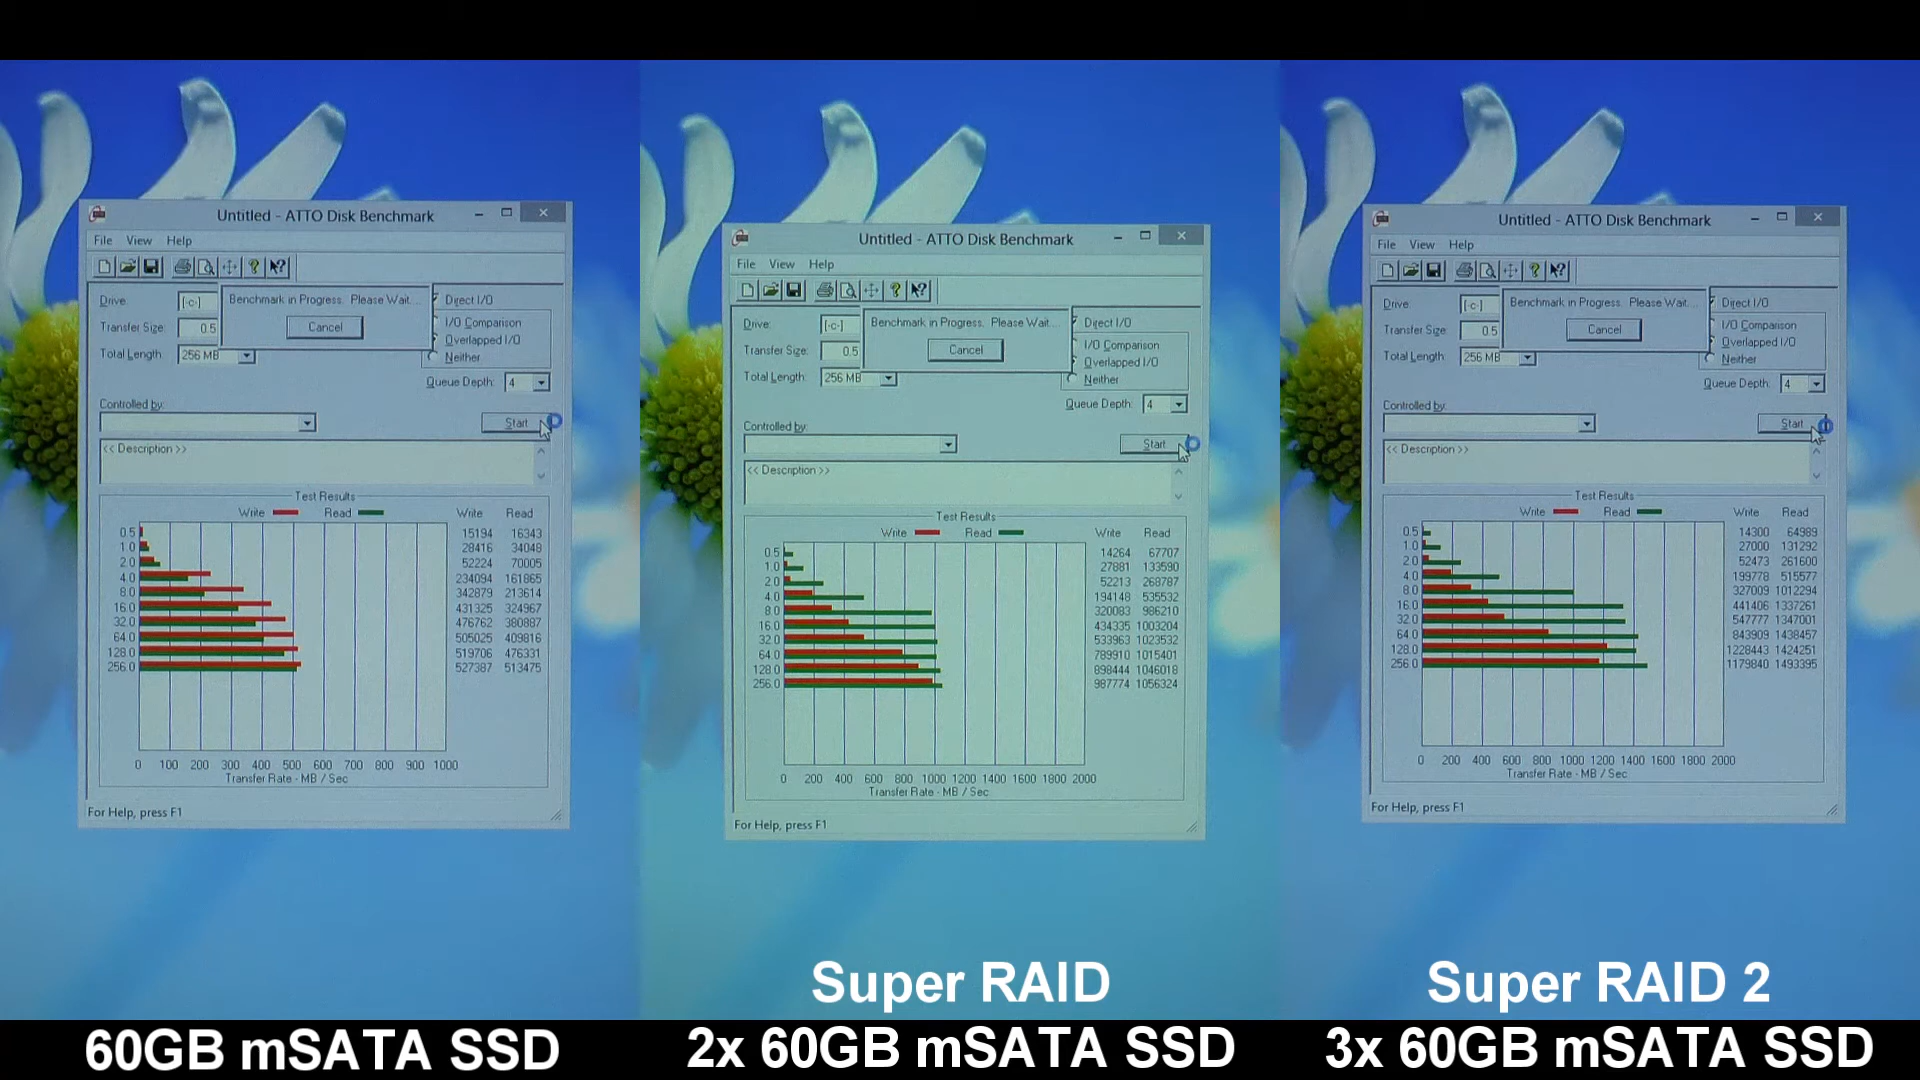 Untitled - ATTO Disk Benchmark
File View Help
Drive: [-c-] Benchmark in Progress. Please Wait... Direct I/O
Cancel
I/O Comparison
Transfer Size: 0.5 Overlapped I/O
Total Length: 256 MB Neither
Queue Depth: 4
Controlled by:
Start
<< Description >>
Test Results
Write Read Write Read
0.5 15194 16343
1.0 28416 34048
2.0 52224 70005
4.0 234094 161865
8.0 342879 213614
16.0 431325 324967
32.0 476762 380887
64.0 505025 409816
128.0 519706 476331
256.0 527387 513475
0 100 200 300 400 500 600 700 800 900 1000
Transfer Rate - MB / Sec
For Help, press F1
60GB mSATA SSD
Untitled - ATTO Disk Benchmark
File View Help
Drive: [-c-] Benchmark in Progress. Please Wait... Direct I/O
Cancel
I/O Comparison
Transfer Size: 0.5 Overlapped I/O
Total Length: 256 MB Neither
Queue Depth: 4
Controlled by:
Start
<< Description >>
Test Results
Write Read Write Read
0.5 14264 67707
1.0 27881 133590
2.0 52213 268787
4.0 194148 535532
8.0 320083 986210
16.0 434335 1003204
32.0 533963 1023532
64.0 789910 1015401
128.0 898444 1046018
256.0 987774 1056324
0 200 400 600 800 1000 1200 1400 1600 1800 2000
Transfer Rate - MB / Sec
For Help, press F1
Super RAID
2x 60GB mSATA SSD
Untitled - ATTO Disk Benchmark
File View Help
Drive: [-c-] Benchmark in Progress. Please Wait... Direct I/O
Cancel
I/O Comparison
Transfer Size: 0.5 Overlapped I/O
Total Length: 256 MB Neither
Queue Depth: 4
Controlled by:
Start
<< Description >>
Test Results
Write Read Write Read
0.5 14300 64989
1.0 27000 131292
2.0 52473 261600
4.0 199778 515577
8.0 327009 1012294
16.0 441406 1337261
32.0 547777 1347001
64.0 843909 1438457
128.0 1228443 1424251
256.0 1179840 1493395
0 200 400 600 800 1000 1200 1400 1600 1800 2000
Transfer Rate - MB / Sec
For Help, press F1
Super RAID 2
3x 60GB mSATA SSD